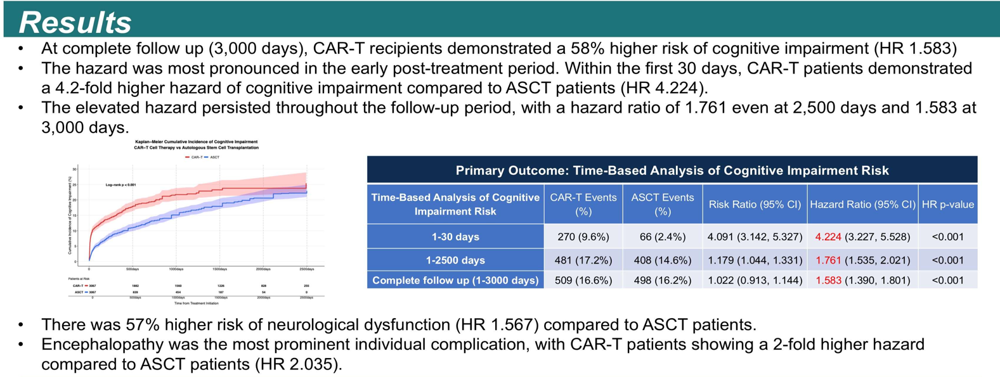 Results
• At complete follow up (3,000 days), CAR-T recipients demonstrated a 58% higher risk of cognitive impairment (HR 1.583)
• The hazard was most pronounced in the early post-treatment period. Within the first 30 days, CAR-T patients demonstrated
a 4.2-fold higher hazard of cognitive impairment compared to ASCT patients (HR 4.224).
• The elevated hazard persisted throughout the follow-up period, with a hazard ratio of 1.761 even at 2,500 days and 1.583 at
3,000 days.
Kaplan–Meier Cumulative Incidence of Cognitive Impairment
CAR–T Cell Therapy vs Autologous Stem Cell Transplantation
CAR–T ASCT
Log–rank p < 0.001
Cumulative Incidence of Cognitive Impairment (%)
30
25
20
15
10
5
0
0 500days 1000days 1500days 2000days 2500days
Patients at Risk
CAR–T 3067 1882 1560 1226 828 255
ASCT 3067 839 454 187 54 0
0 500days 1000days 1500days 2000days 2500days
Time from Treatment Initiation
Primary Outcome: Time-Based Analysis of Cognitive Impairment Risk
Time-Based Analysis of Cognitive Impairment Risk CAR-T Events (%) ASCT Events (%) Risk Ratio (95% CI) Hazard Ratio (95% CI) HR p-value
1-30 days 270 (9.6%) 66 (2.4%) 4.091 (3.142, 5.327) 4.224 (3.227, 5.528) <0.001
1-2500 days 481 (17.2%) 408 (14.6%) 1.179 (1.044, 1.331) 1.761 (1.535, 2.021) <0.001
Complete follow up (1-3000 days) 509 (16.6%) 498 (16.2%) 1.022 (0.913, 1.144) 1.583 (1.390, 1.801) <0.001
• There was 57% higher risk of neurological dysfunction (HR 1.567) compared to ASCT patients.
• Encephalopathy was the most prominent individual complication, with CAR-T patients showing a 2-fold higher hazard
compared to ASCT patients (HR 2.035).